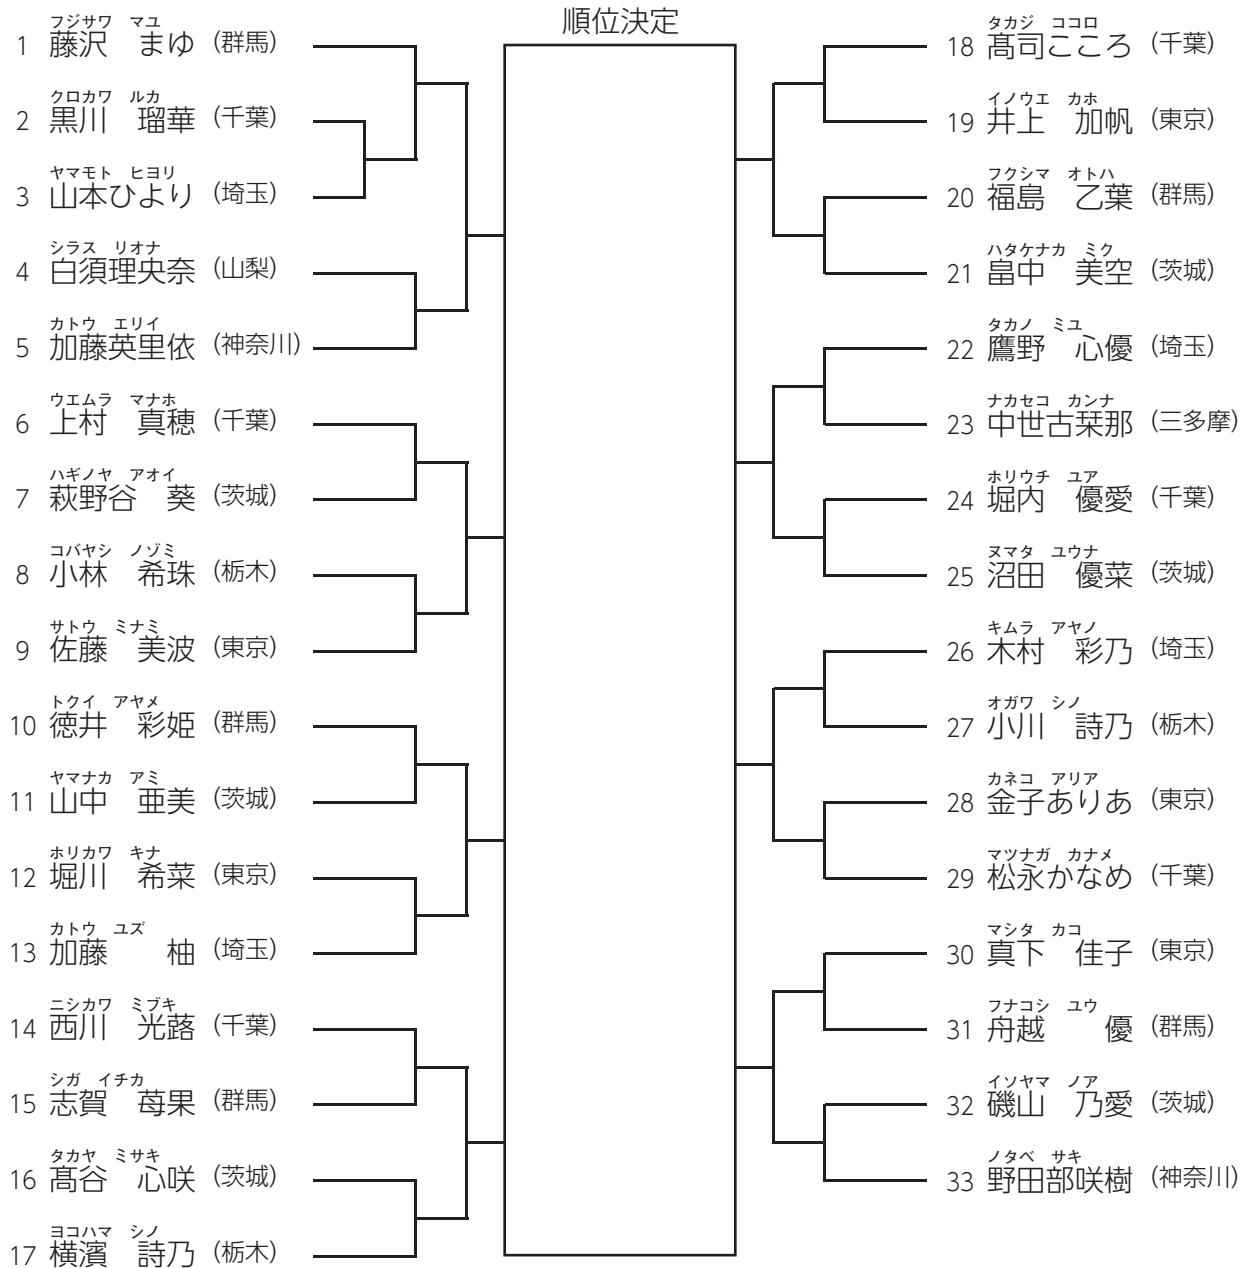 順位決定
フジサワ マユ
1 藤沢 まゆ (群馬)
クロカワ ルカ
2 黒川 瑠華 (千葉)
ヤマモト ヒヨリ
3 山本ひより (埼玉)
シラス リオナ
4 白須理央奈 (山梨)
カトウ エリイ
5 加藤英里依 (神奈川)
ウエムラ マナホ
6 上村 真穂 (千葉)
ハギノヤ アオイ
7 萩野谷 葵 (茨城)
コバヤシ ノゾミ
8 小林 希珠 (栃木)
サトウ ミナミ
9 佐藤 美波 (東京)
トクイ アヤメ
10 徳井 彩姫 (群馬)
ヤマナカ アミ
11 山中 亜美 (茨城)
ホリカワ キナ
12 堀川 希菜 (東京)
カトウ ユズ
13 加藤 柚 (埼玉)
ニシカワ ミブキ
14 西川 光蕗 (千葉)
シガ イチカ
15 志賀 苺果 (群馬)
タカヤ ミサキ
16 髙谷 心咲 (茨城)
ヨコハマ シノ
17 横濱 詩乃 (栃木)
タカジ ココロ
18 髙司こころ (千葉)
イノウエ カホ
19 井上 加帆 (東京)
フクシマ オトハ
20 福島 乙葉 (群馬)
ハタケナカ ミク
21 畠中 美空 (茨城)
タカノ ミユ
22 鷹野 心優 (埼玉)
ナカセコ カンナ
23 中世古栞那 (三多摩)
ホリウチ ユア
24 堀内 優愛 (千葉)
ヌマタ ユウナ
25 沼田 優菜 (茨城)
キムラ アヤノ
26 木村 彩乃 (埼玉)
オガワ シノ
27 小川 詩乃 (栃木)
カネコ アリア
28 金子ありあ (東京)
マツナガ カナメ
29 松永かなめ (千葉)
マシタ カコ
30 真下 佳子 (東京)
フナコシ ユウ
31 舟越 優 (群馬)
イソヤマ ノア
32 磯山 乃愛 (茨城)
ノタベ サキ
33 野田部咲樹 (神奈川)